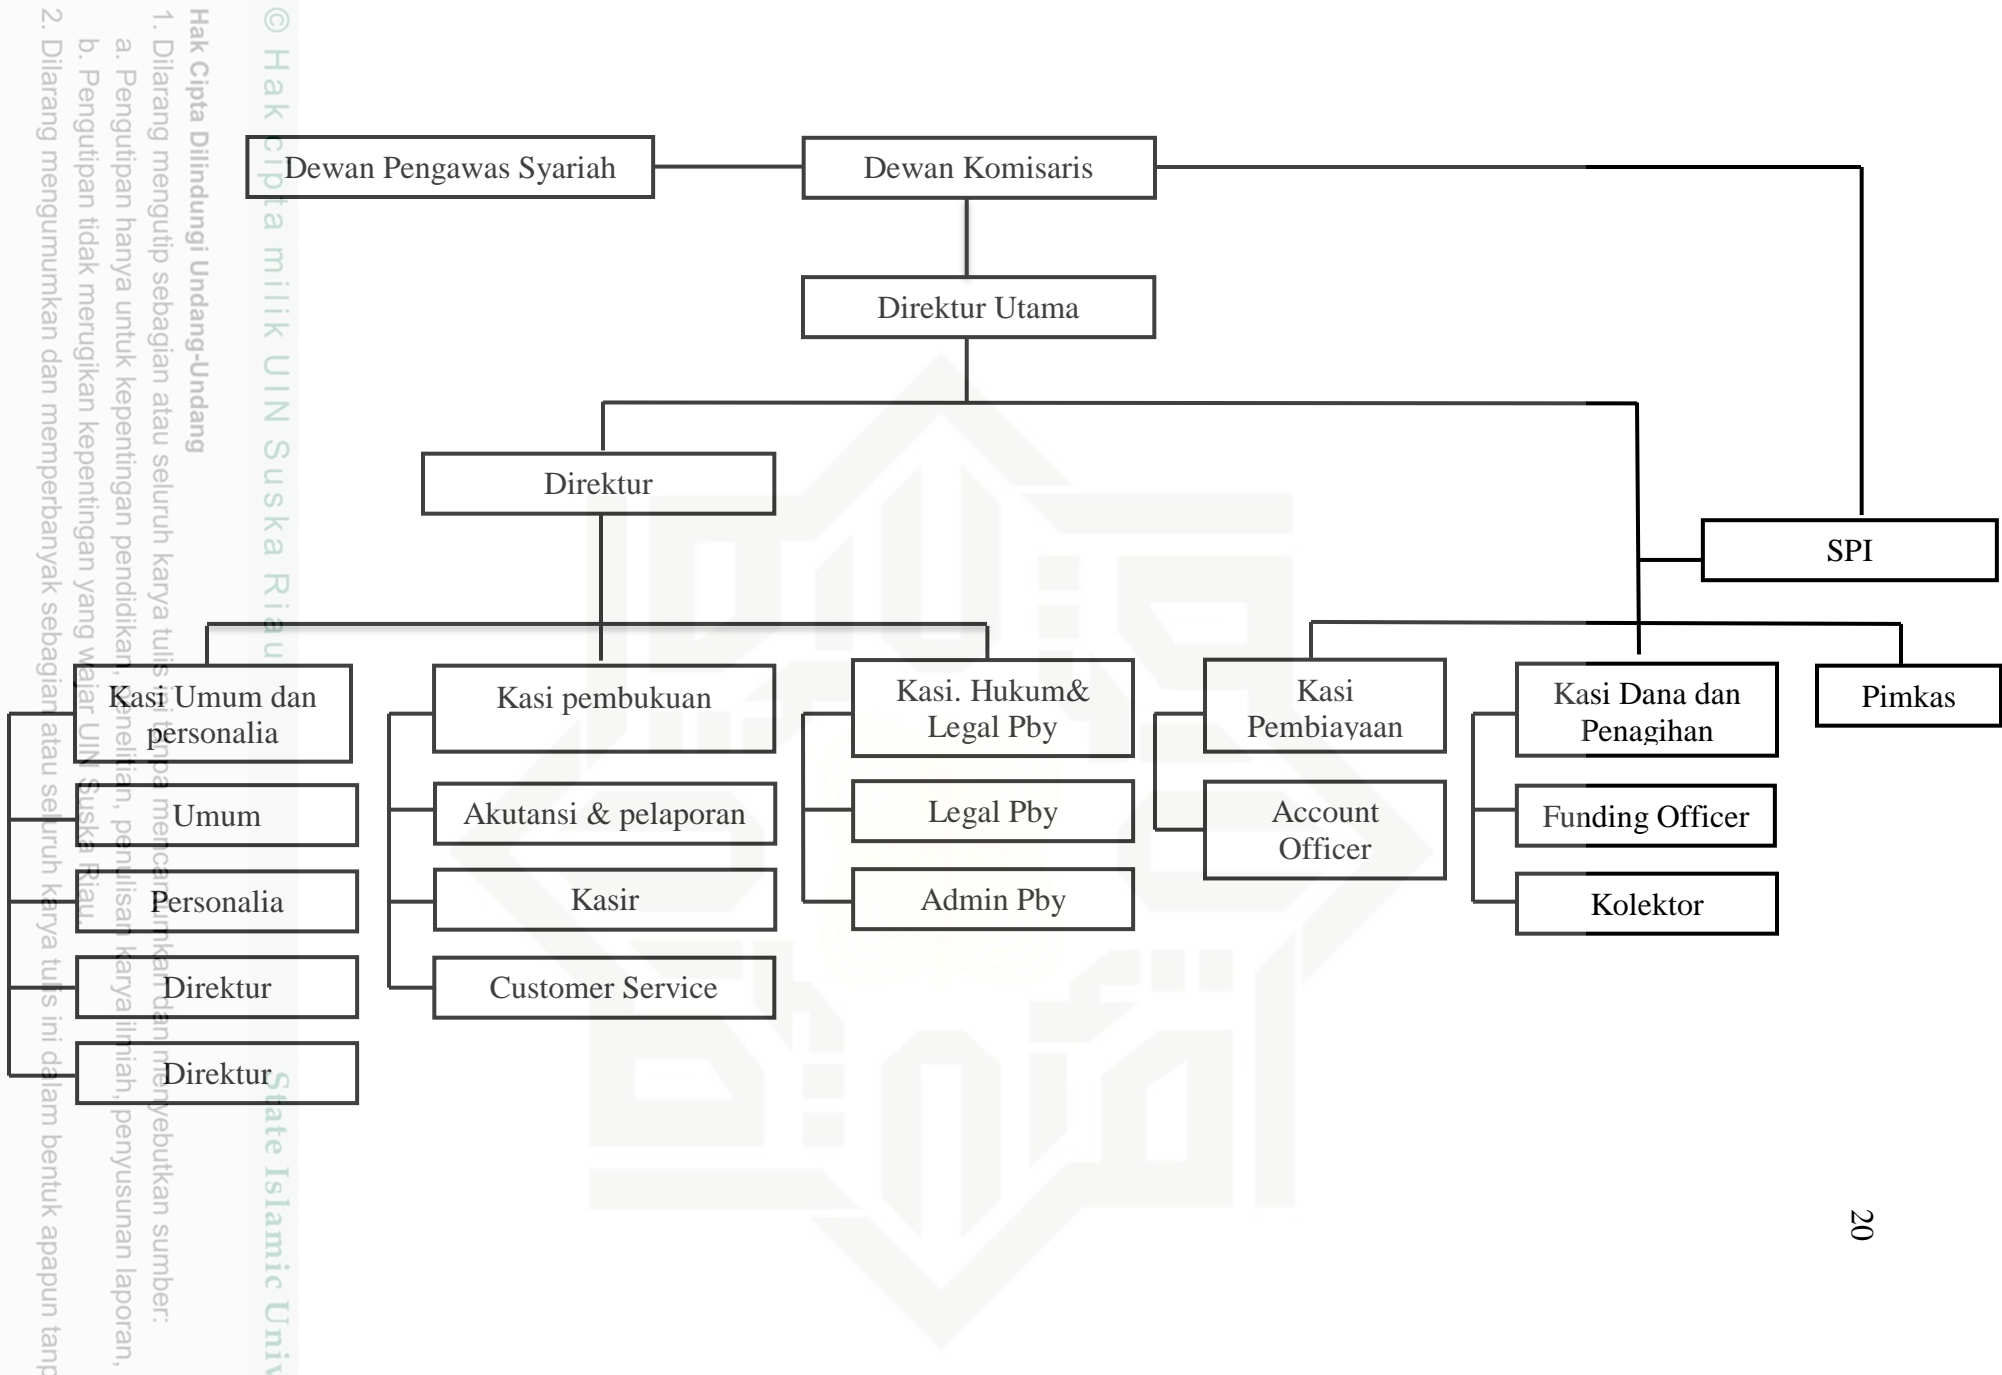 © Hak cipta milik UIN Suska Riau
State Islamic Univ
Hak Cipta Dilindungi Undang-Undang
1. Dilarang mengutip sebagian atau seluruh karya tulis ini tanpa mencantumkan dan menyebutkan sumber:
a. Pengutipan hanya untuk kepentingan pendidikan, penelitian, penulisan karya ilmiah, penyusunan laporan,
b. Pengutipan tidak merugikan kepentingan yang wajar UIN Suska Riau.
2. Dilarang mengumumkan dan memperbanyak sebagian atau seluruh karya tulis ini dalam bentuk apapun tanp
Dewan Pengawas Syariah
Dewan Komisaris
Direktur Utama
Direktur
SPI
Kasi Umum dan
personalia
Umum
Personalia
Direktur
Direktur
Kasi pembukuan
Akutansi & pelaporan
Kasir
Customer Service
Kasi. Hukum&
Legal Pby
Legal Pby
Admin Pby
Kasi
Pembiayaan
Account
Officer
Kasi Dana dan
Penagihan
Funding Officer
Kolektor
Pimkas
20